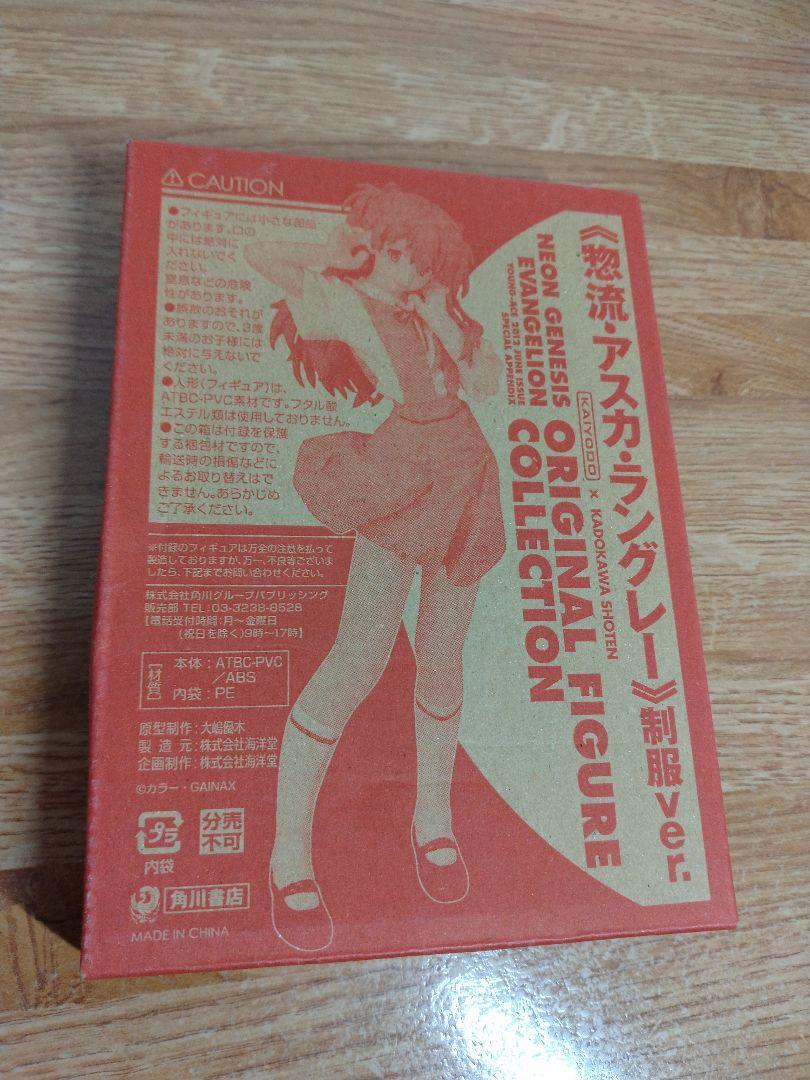 ⚠CAUTION
●フィギュアには小さな部品
があります。口の
中には絶対に
入れないでく
ださい。
窒息などの危険
性があります。
●誤飲のおそれが
ありますので、3歳
未満のお子様には
絶対に与えないで
ください。
●人形(フィギュア)は、
ATBC-PVC素材です。フタル酸
エステル類は使用しておりません。
●この箱は付録を保護
する梱包材ですので、
輸送時の損傷などに
よるお取り替えはで
きません。あらかじめ
ご了承ください。
※付録のフィギュアは万全の注意を払って
製造しておりますが、万一、不良等ございま
したら、下記までお問い合わせください。
株式会社角川グループパブリッシング
販売部 TEL:03-3238-8528
【電話受付時間:月〜金曜日
(祝日を除く)9時〜17時】
[材質]
本体:ATBC-PVC
/ABS
内袋:PE
原型制作:大嶋優木
製造元:株式会社海洋堂
企画制作:株式会社海洋堂
©カラー・GAINAX
プラ
内袋
分売
不可
角川書店
MADE IN CHINA
《惣流・アスカ・ラングレー》制服ver.
KAIYODO × KADOKAWA SHOTEN
NEON GENESIS
EVANGELION
YOUNG-ACE 2012 JUNE ISSUE
SPECIAL APPENDIX
ORIGINAL FIGURE
COLLECTION